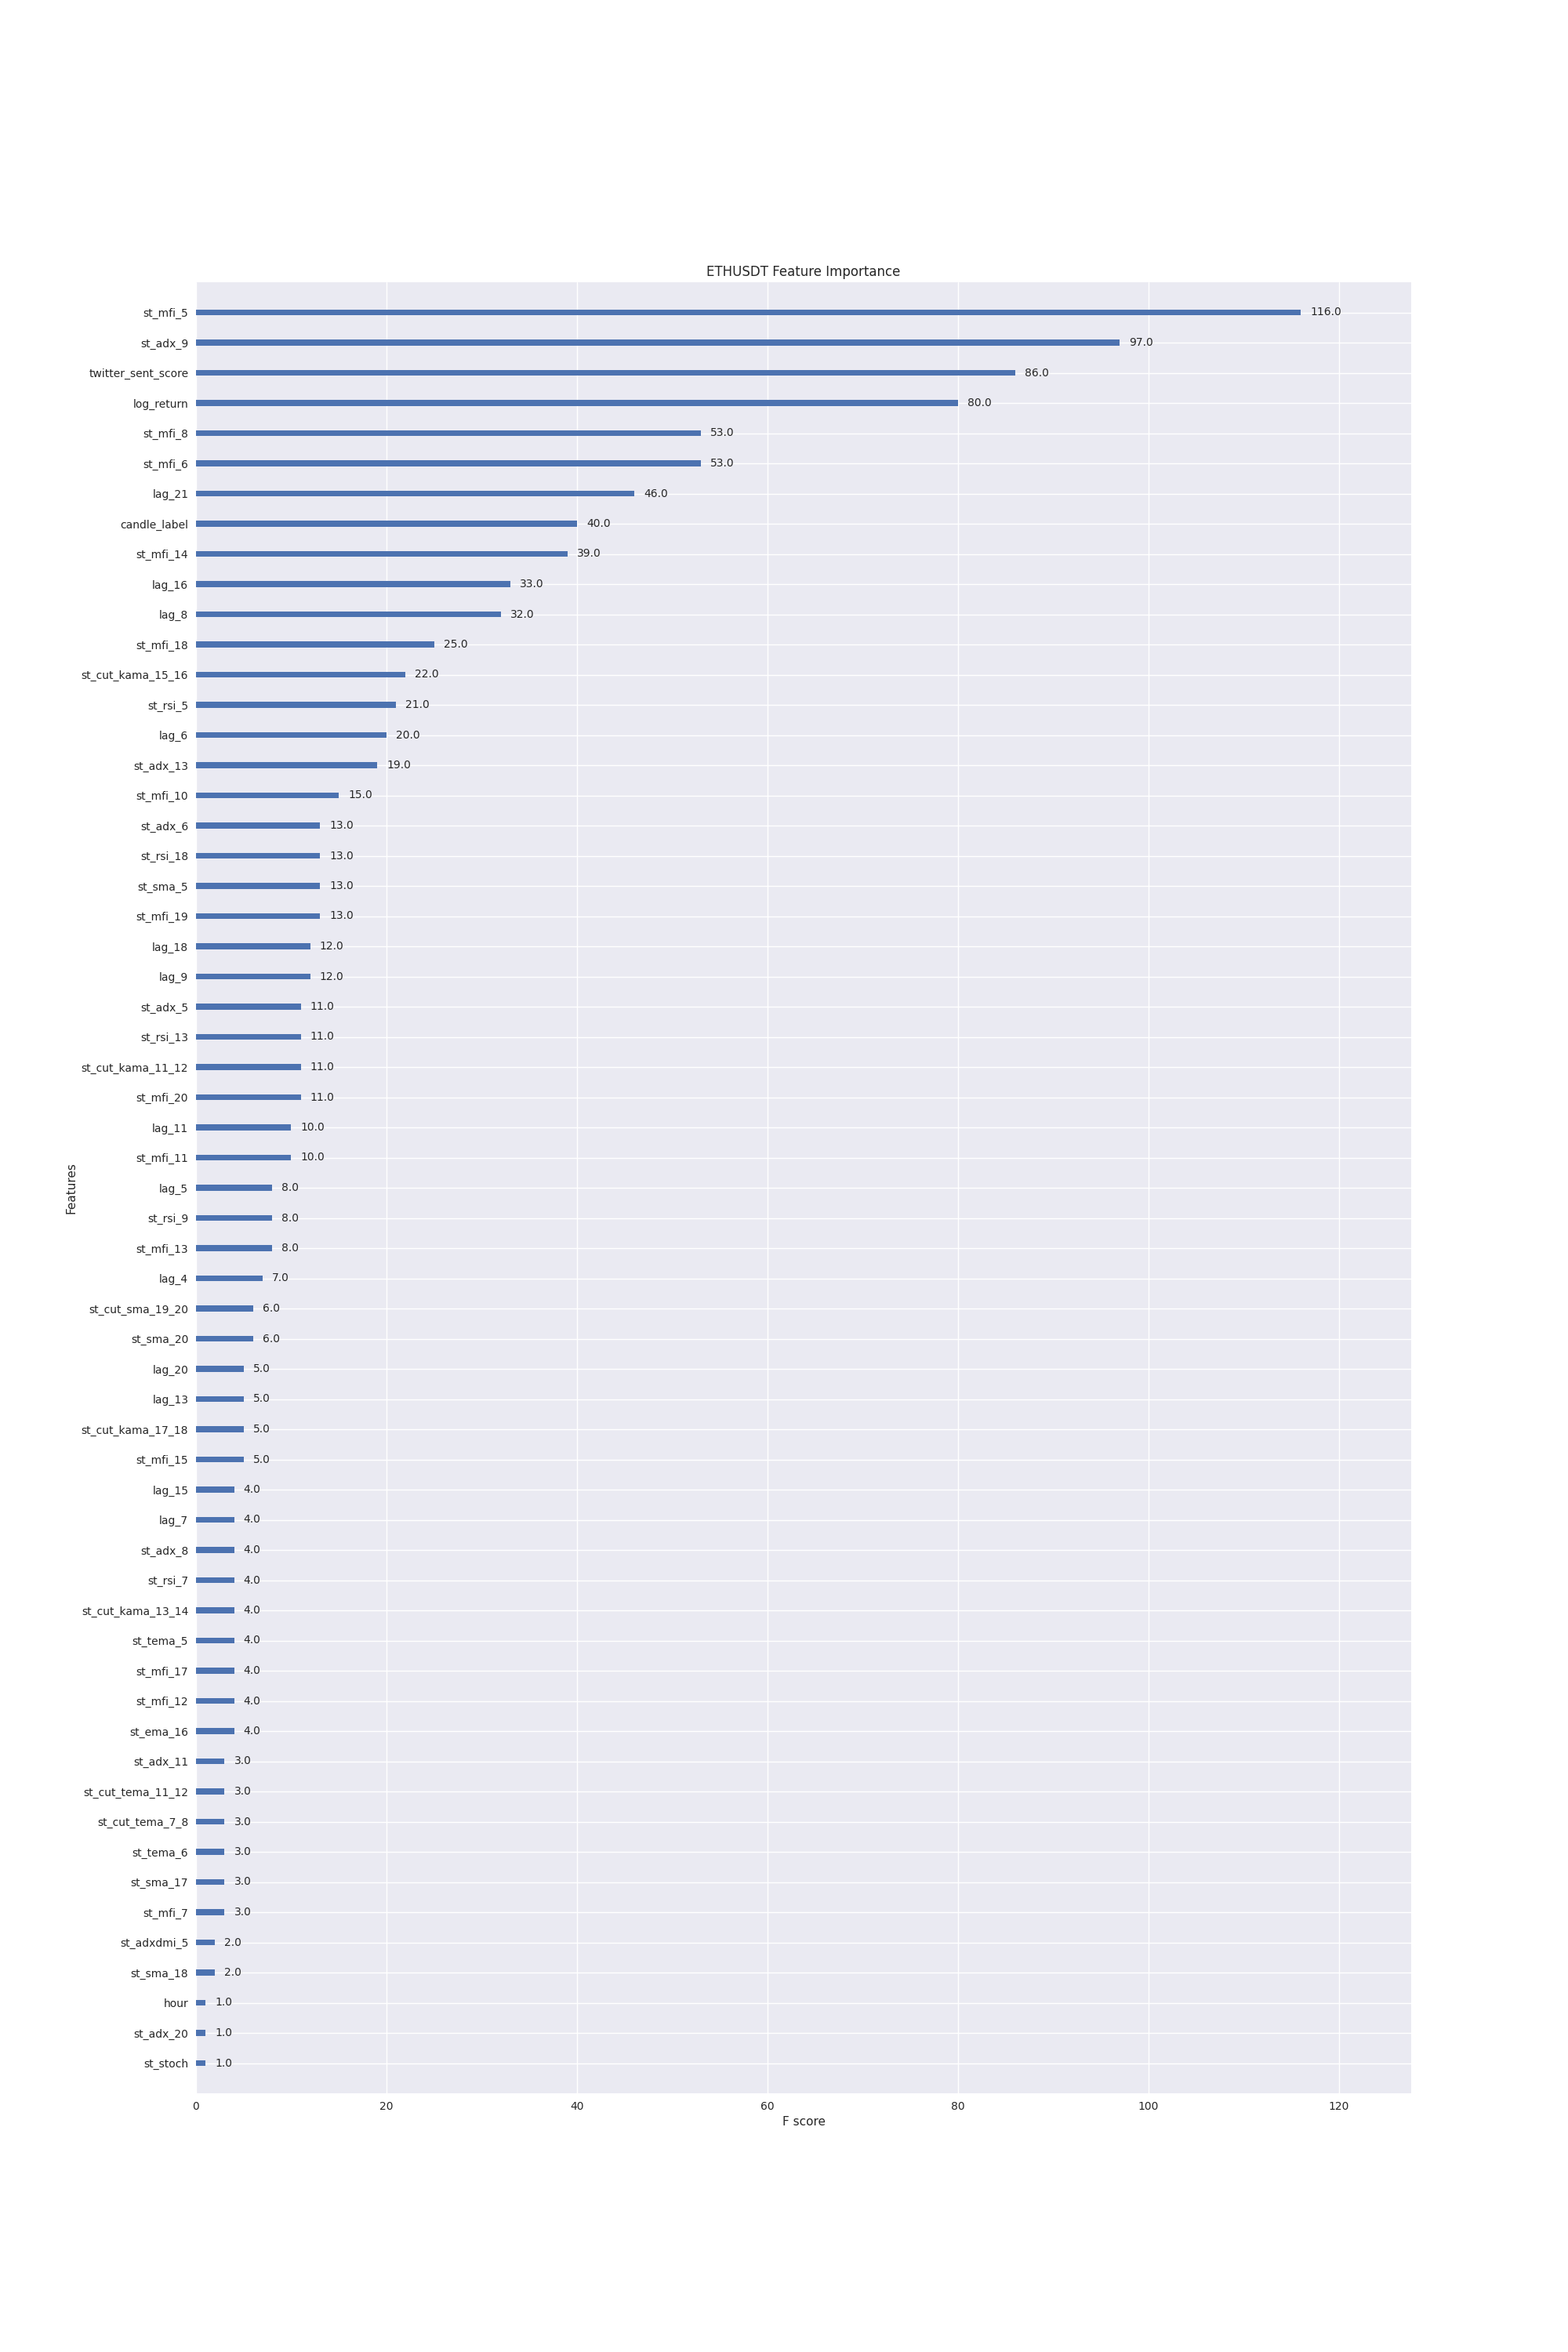 ETHUSDT Feature Importance
st_mfi_5 116.0
st_adx_9 97.0
twitter_sent_score 86.0
log_return 80.0
st_mfi_8 53.0
st_mfi_6 53.0
lag_21 46.0
candle_label 40.0
st_mfi_14 39.0
lag_16 33.0
lag_8 32.0
st_mfi_18 25.0
st_cut_kama_15_16 22.0
st_rsi_5 21.0
lag_6 20.0
st_adx_13 19.0
st_mfi_10 15.0
st_adx_6 13.0
st_rsi_18 13.0
st_sma_5 13.0
st_mfi_19 13.0
lag_18 12.0
lag_9 12.0
st_adx_5 11.0
st_rsi_13 11.0
st_cut_kama_11_12 11.0
st_mfi_20 11.0
lag_11 10.0
st_mfi_11 10.0
Features
lag_5 8.0
st_rsi_9 8.0
st_mfi_13 8.0
lag_4 7.0
st_cut_sma_19_20 6.0
st_sma_20 6.0
lag_20 5.0
lag_13 5.0
st_cut_kama_17_18 5.0
st_mfi_15 5.0
lag_15 4.0
lag_7 4.0
st_adx_8 4.0
st_rsi_7 4.0
st_cut_kama_13_14 4.0
st_tema_5 4.0
st_mfi_17 4.0
st_mfi_12 4.0
st_ema_16 4.0
st_adx_11 3.0
st_cut_tema_11_12 3.0
st_cut_tema_7_8 3.0
st_tema_6 3.0
st_sma_17 3.0
st_mfi_7 3.0
st_adxdmi_5 2.0
st_sma_18 2.0
hour 1.0
st_adx_20 1.0
st_stoch 1.0
0 20 40 60 80 100 120
F score